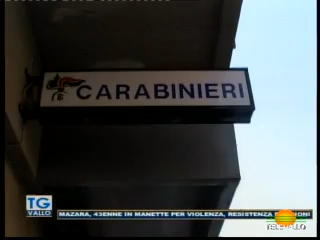 CARABINIERI
TG
VALLO
MAZARA, 43ENNE IN MANETTE PER VIOLENZA, RESISTENZA
TELEVALLO